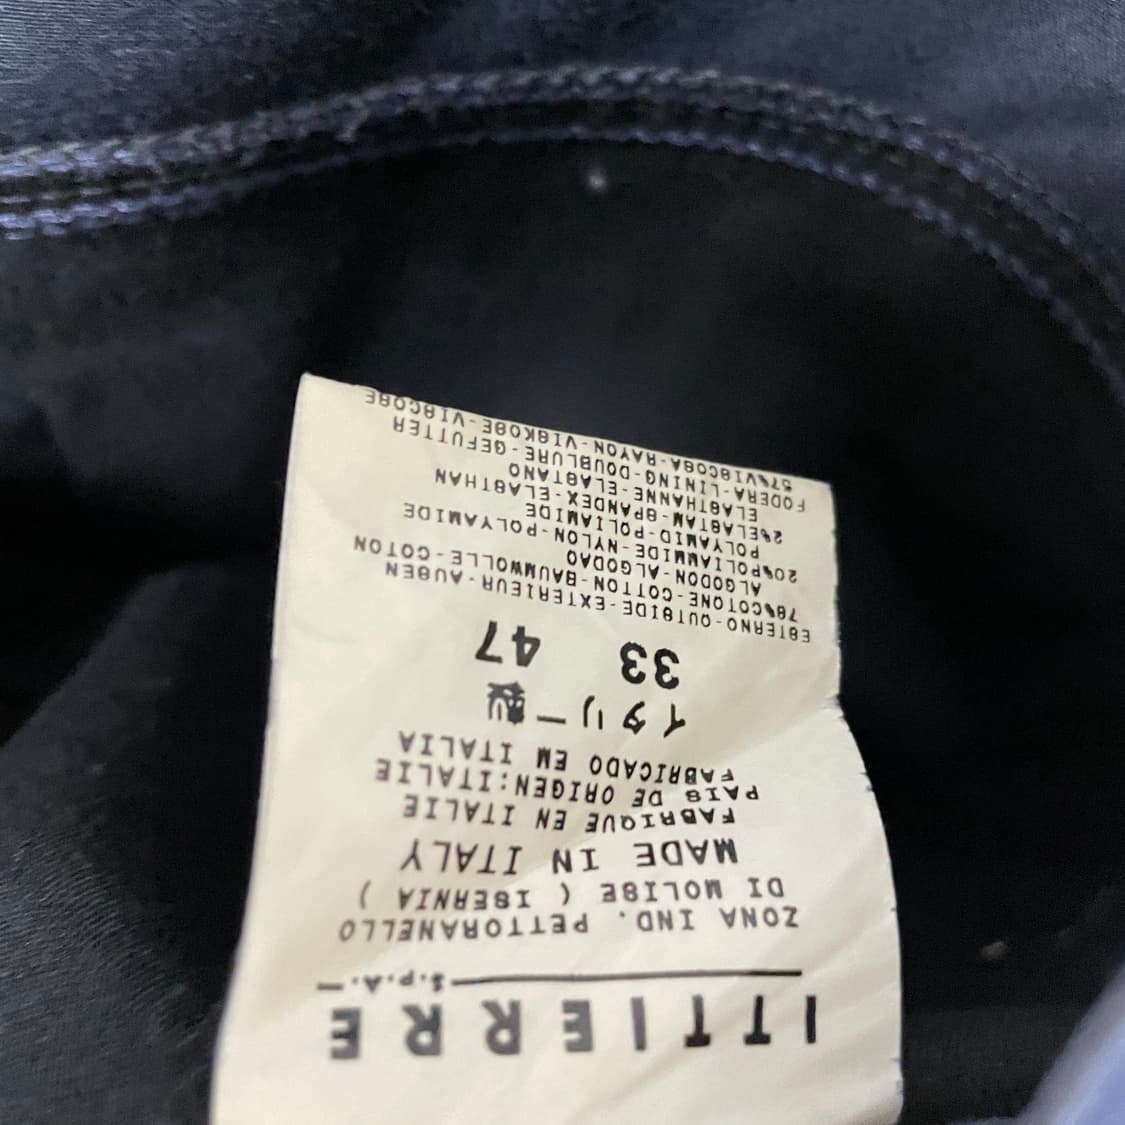 ITTIERRE
S.p.A.
ZONA IND. PETTORANELLO
DI MOLISE ( ISERNIA )
MADE IN ITALY
FABRIQUE EN ITALIE
PAIS DE ORIGEN:ITALIE
FABRICADO EM ITALIA
イタリー製
33 47
ESTERNO-OUTSIDE-EXTERIEUR-AUBEN
78%COTONE-COTTON-BAUMWOLLE-COTON
ALGODON-ALGODAO
20%POLIAMMIDE-NYLON-POLYAMIDE
POLYAMID-POLIAMIDE
2%ELASTAM-SPANDEX-ELASTHAN
ELASTHANNE-ELASTANO
FODERA-LINING-DOUBLURE-GEFUTTER
57%VISCOSA-RAYON-VISKOSE-VISCOSE